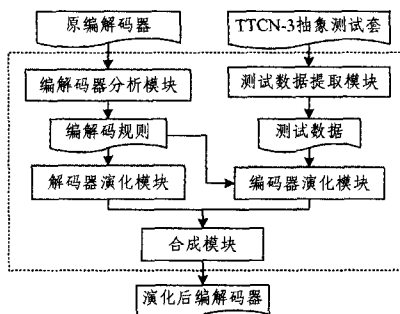 原编解码器
TTCN-3抽象测试套
编解码器分析模块
测试数据提取模块
编解码规则
测试数据
解码器演化模块
编码器演化模块
合成模块
演化后编解码器